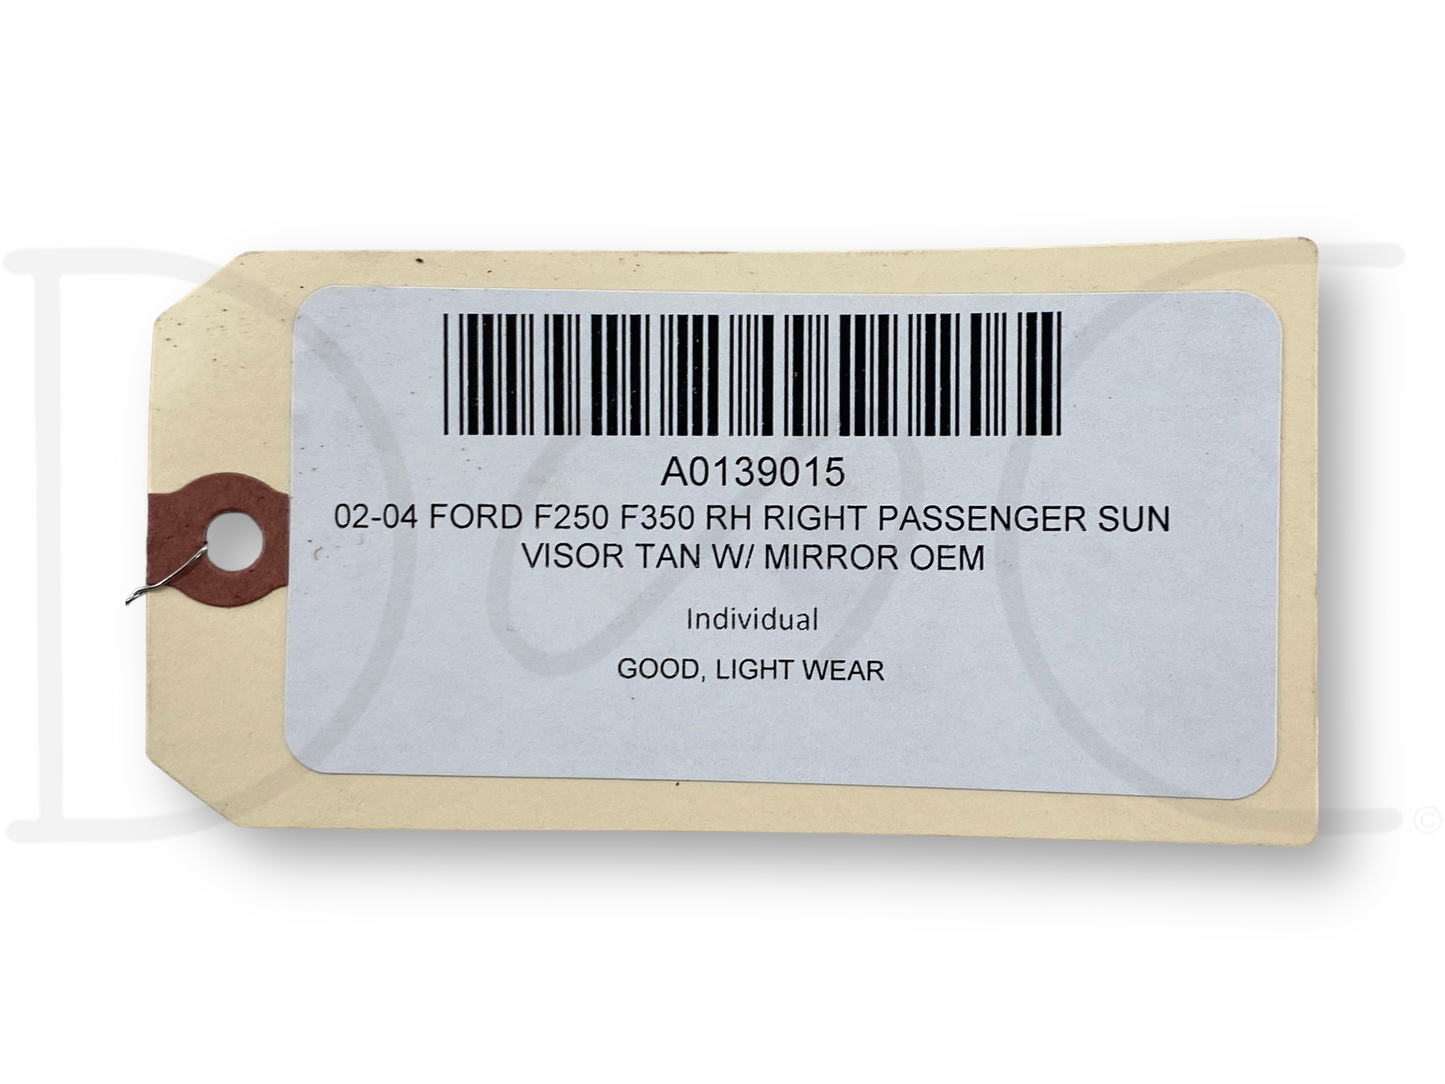 A0139015
02-04 FORD F250 F350 RH RIGHT PASSENGER SUN
VISOR TAN W/ MIRROR OEM
Individual
GOOD, LIGHT WEAR
©